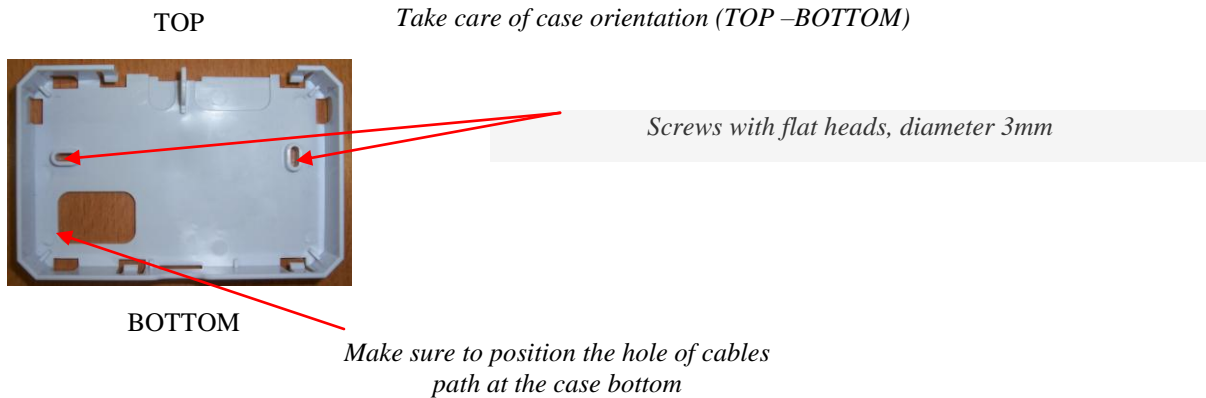 TOP
Take care of case orientation (TOP –BOTTOM)
Screws with flat heads, diameter 3mm
BOTTOM
Make sure to position the hole of cables
path at the case bottom